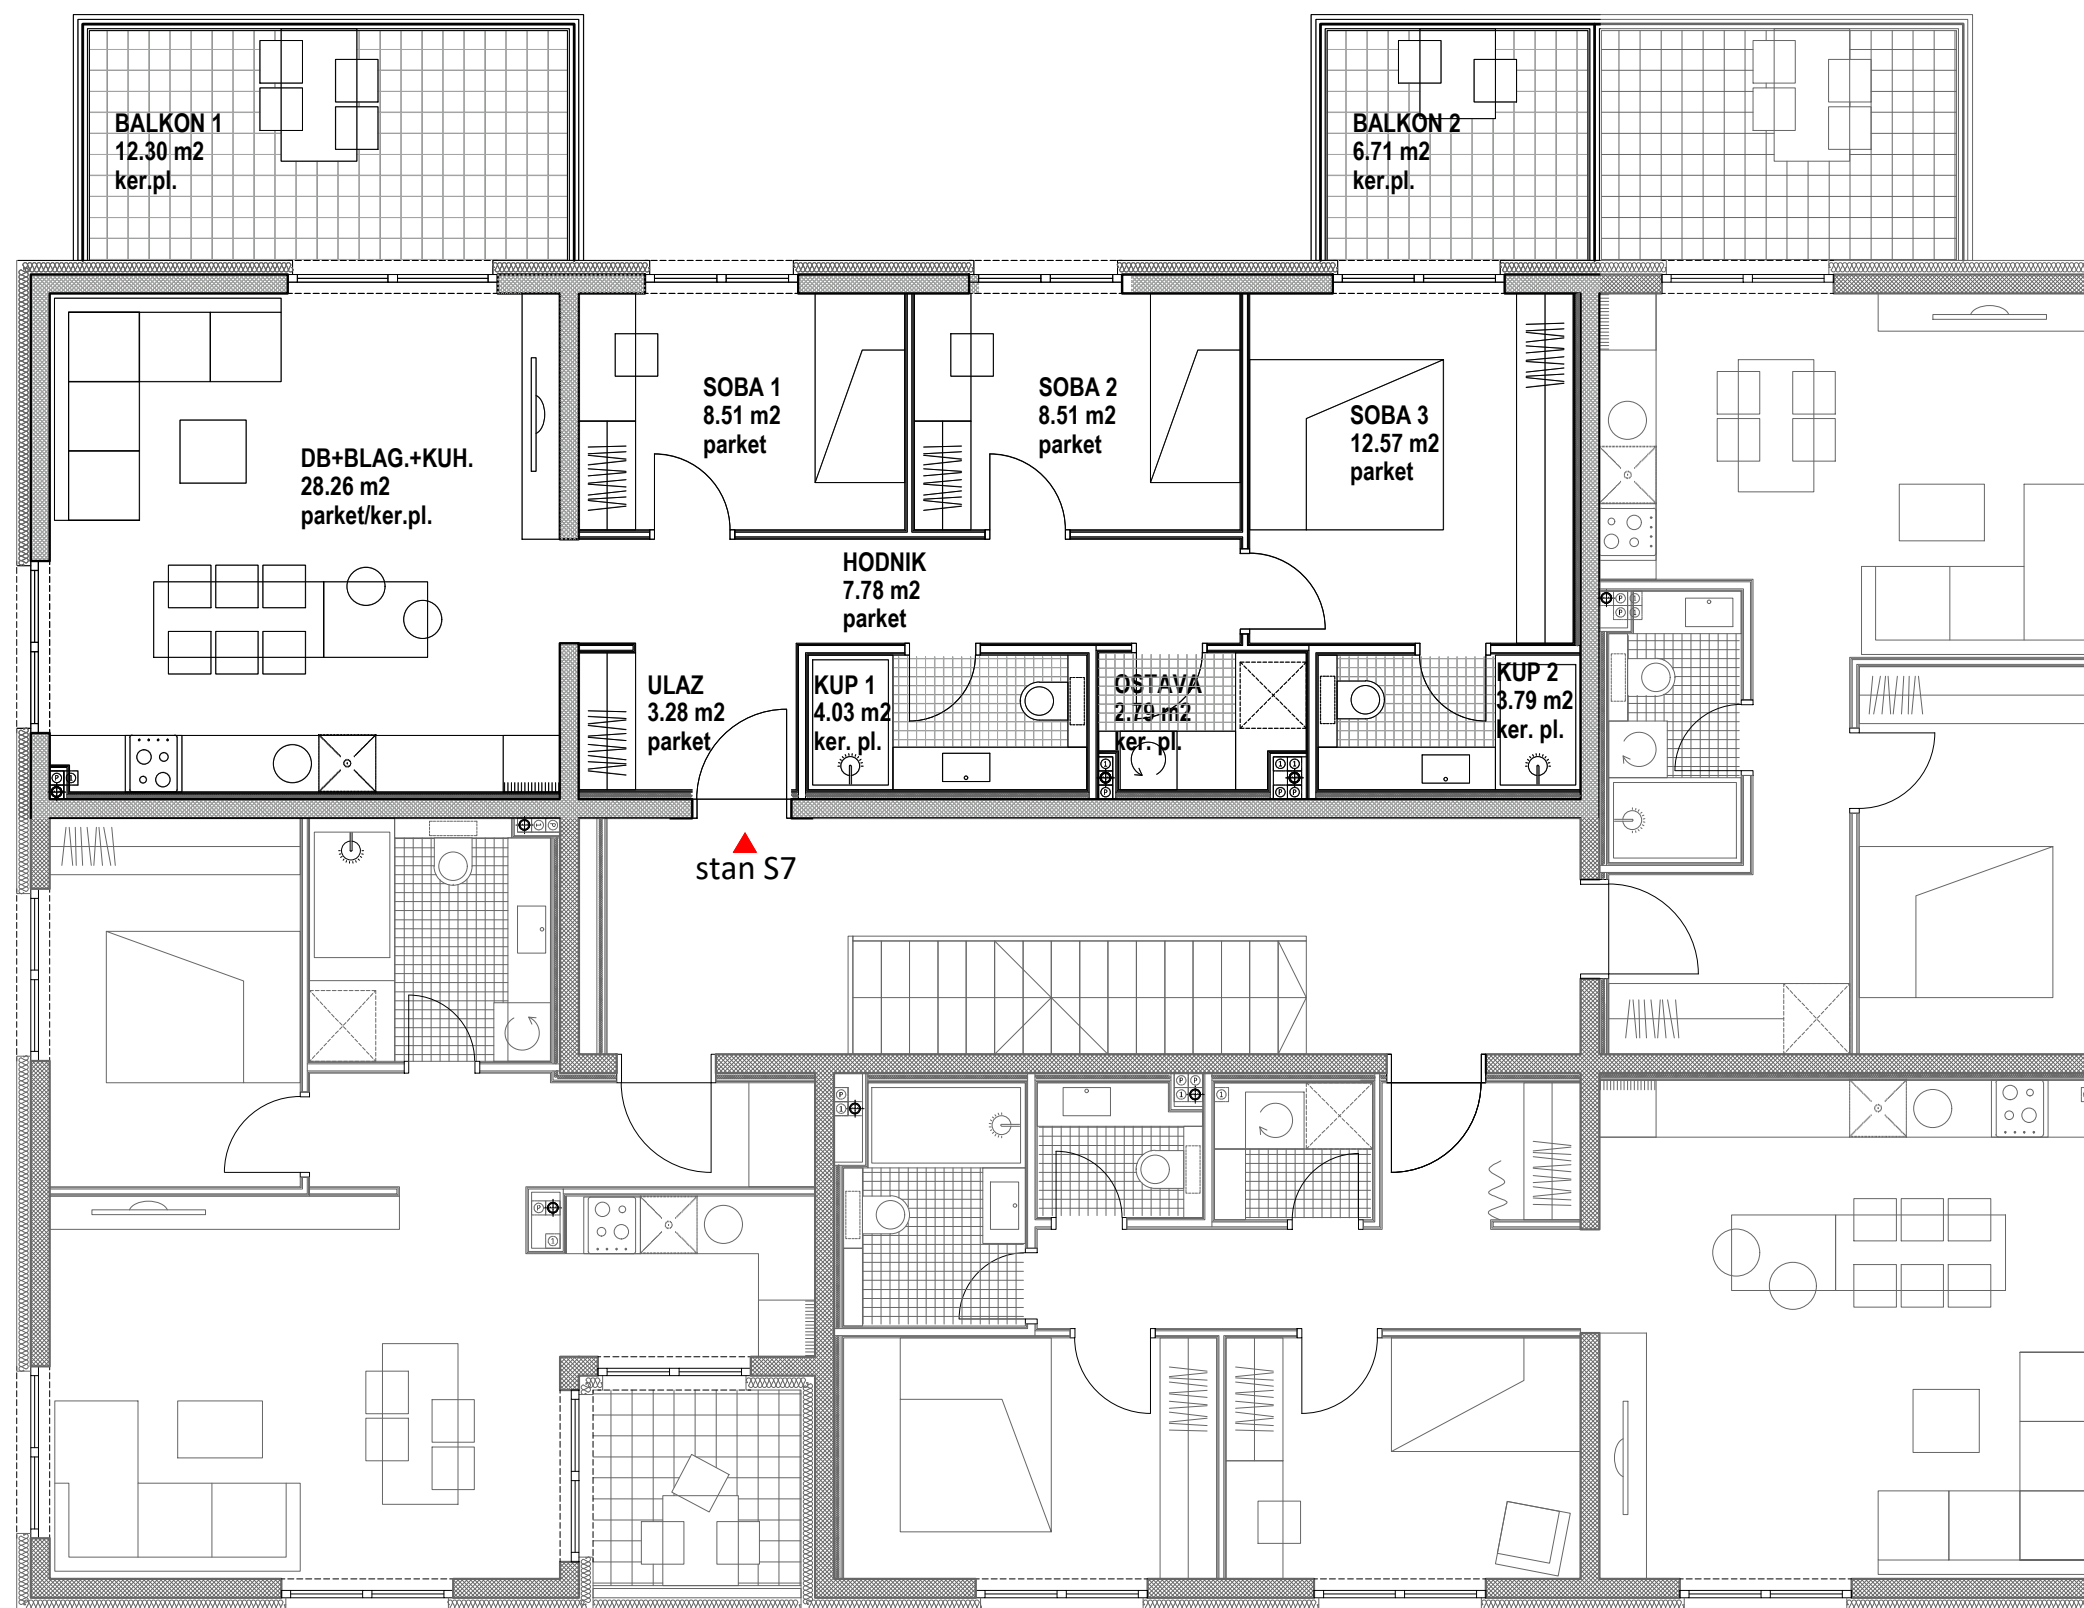 BALKON 1
12.30 m2
ker.pl.
BALKON 2
6.71 m2
ker.pl.
SOBA 1
8.51 m2
parket
SOBA 2
8.51 m2
parket
SOBA 3
12.57 m2
parket
DB+BLAG.+KUH.
28.26 m2
parket/ker.pl.
HODNIK
7.78 m2
parket
ULAZ
3.28 m2
parket
KUP 1
4.03 m2
ker. pl.
OSTAVA
2.79 m2
ker. pl.
KUP 2
3.79 m2
ker. pl.
stan S7